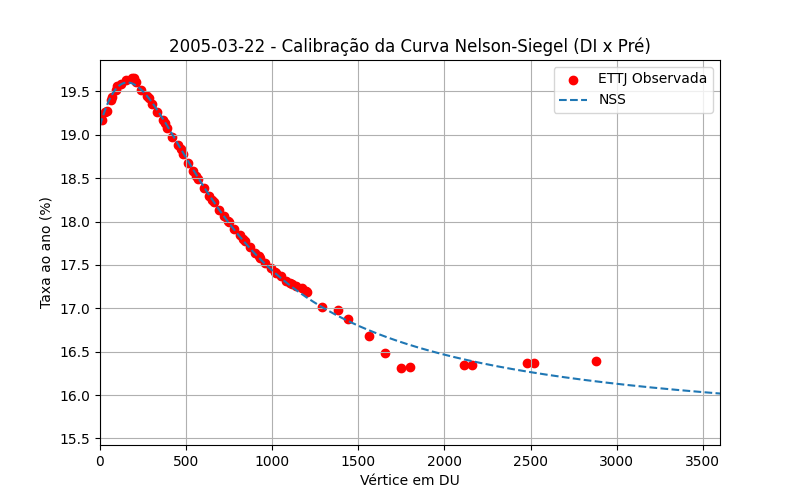 2005-03-22 - Calibração da Curva Nelson-Siegel (DI x Pré)
ETTJ Observada
NSS
Taxa ao ano (%)
19.5
19.0
18.5
18.0
17.5
17.0
16.5
16.0
15.5
0 500 1000 1500 2000 2500 3000 3500
Vértice em DU